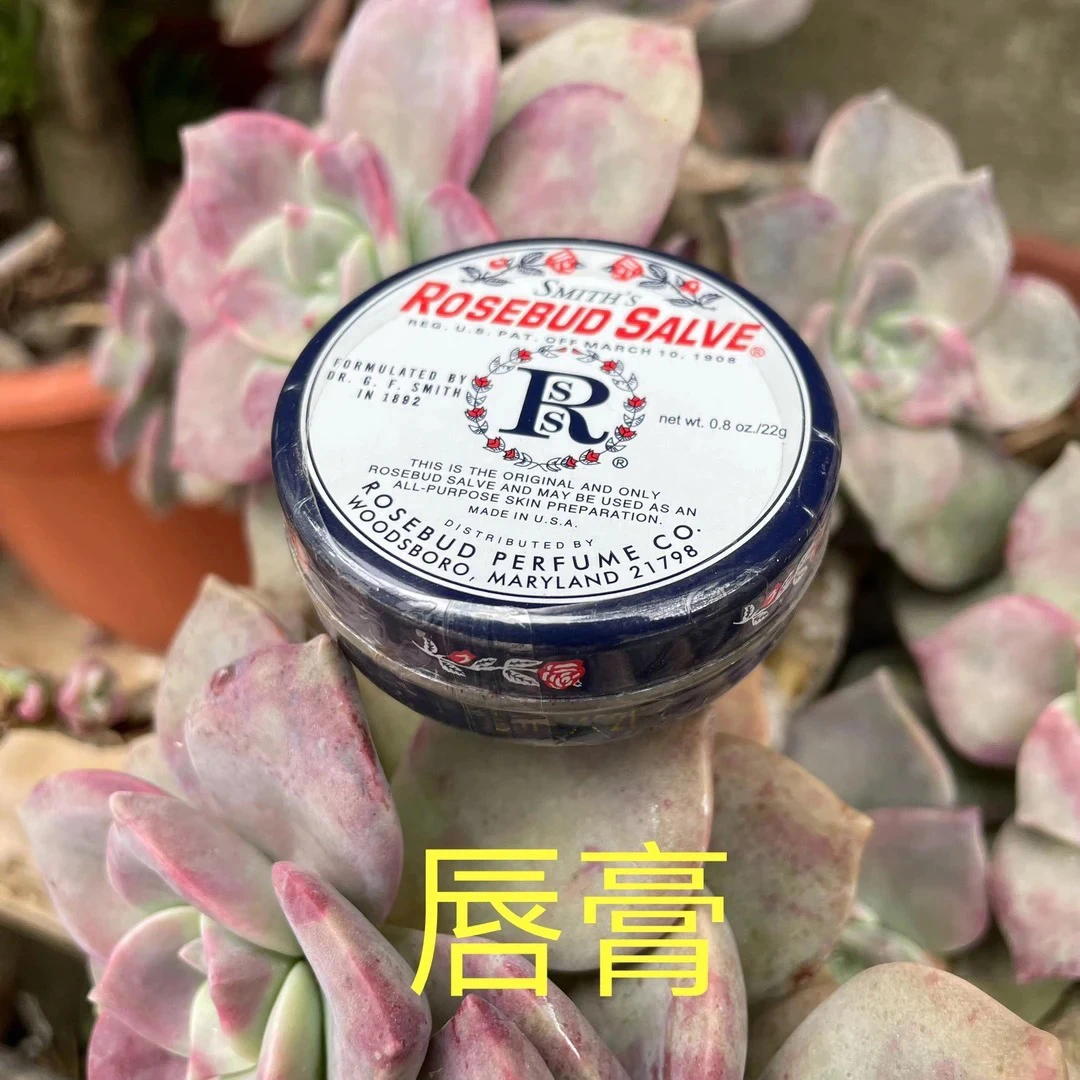 SMITH'S
ROSEBUD SALVE®
REG. U.S. PAT. OFF MARCH 10, 1908
FORMULATED BY
DR. G. F. SMITH
IN 1892
RSS
®
net wt. 0.8 oz./22g
THIS IS THE ORIGINAL AND ONLY
ROSEBUD SALVE AND MAY BE USED AS AN
ALL-PURPOSE SKIN PREPARATION.
MADE IN U.S.A.
DISTRIBUTED BY
ROSEBUD PERFUME CO.
WOODSBORO, MARYLAND 21798
唇膏